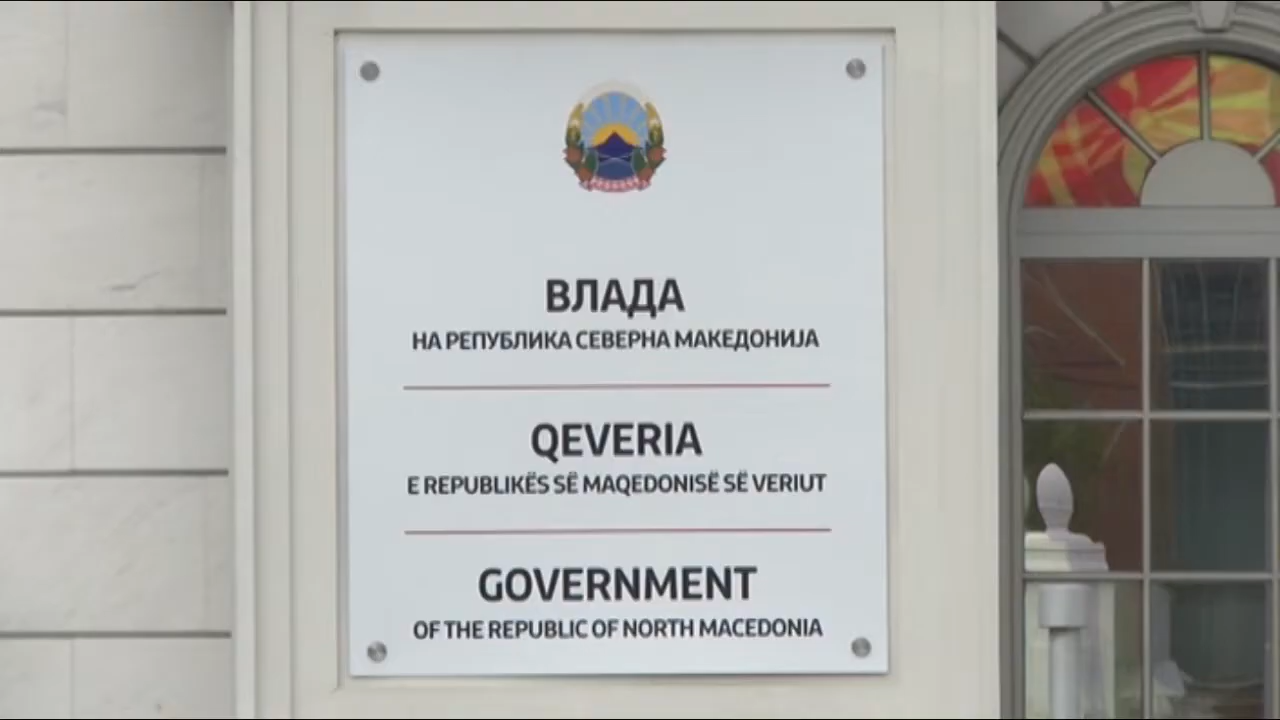 ВЛАДА
НА РЕПУБЛИКА СЕВЕРНА МАКЕДОНИЈА
QEVERIA
E REPUBLIKËS SË MAQEDONISË SË VERIUT
GOVERNMENT
OF THE REPUBLIC OF NORTH MACEDONIA